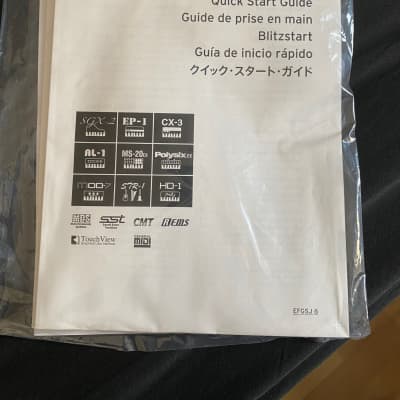 Quick Start Guide
Guide de prise en main
Blitzstart
Guía de inicio rápido
クイック・スタート・ガイド
SGX-2 EP-1 CX-3
AL-1 MS-20EX PolysixEX
MOD-7 STR-1 HD-1
SST CMT REMS
TouchView MIDI
EFGSJ 6